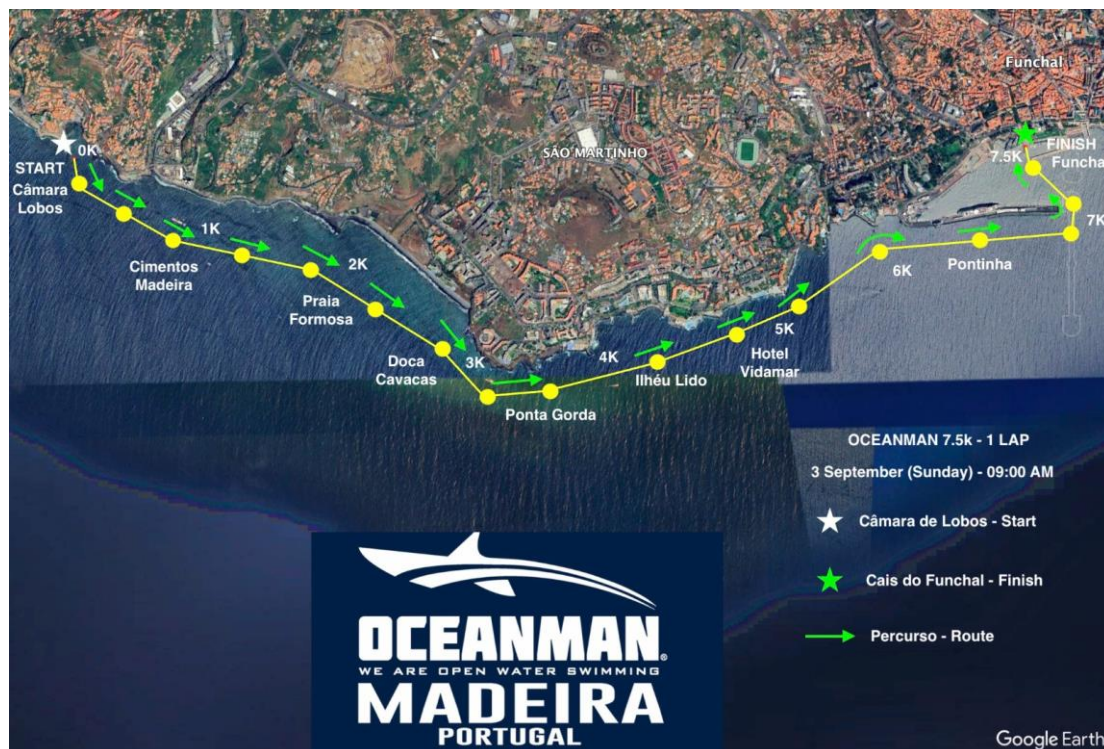 Funchal
SÃO MARTINHO
0K
START
Câmara
Lobos
1K
Cimentos
Madeira
2K
Praia
Formosa
Doca
Cavacas
3K
Ponta Gorda
4K
Ilhéu Lido
5K
Hotel
Vidamar
6K
Pontinha
7K
7.5K
FINISH
Funchal
OCEANMAN 7.5k - 1 LAP
3 September (Sunday) - 09:00 AM
Câmara de Lobos - Start
Cais do Funchal - Finish
Percurso - Route
OCEANMAN®
WE ARE OPEN WATER SWIMMING
MADEIRA
PORTUGAL
Google Earth